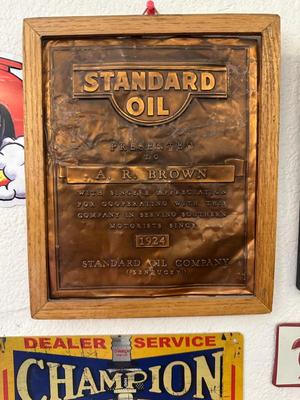 STANDARD
OIL
PRESENTED
TO
A. R. BROWN
WITH SINCERE APPRECIATION
FOR COOPERATING WITH THIS
COMPANY IN SERVING SOUTHERN
MOTORISTS SINCE
1924
STANDARD OIL COMPANY
(KENTUCKY)
DEALER SERVICE
CHAMPION